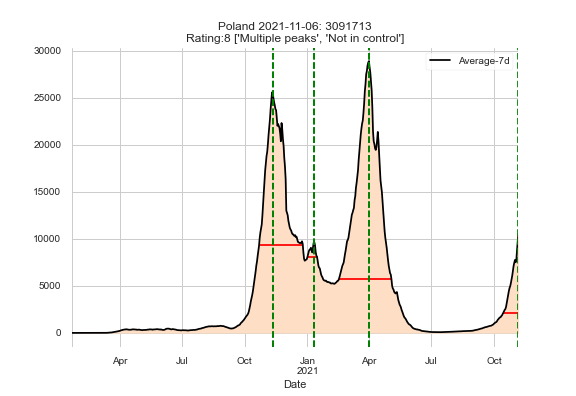 Poland 2021-11-06: 3091713
Rating:8 ['Multiple peaks', 'Not in control']
Average-7d
30000
25000
20000
15000
10000
5000
0
Apr
Jul
Oct
Jan
2021
Apr
Jul
Oct
Date